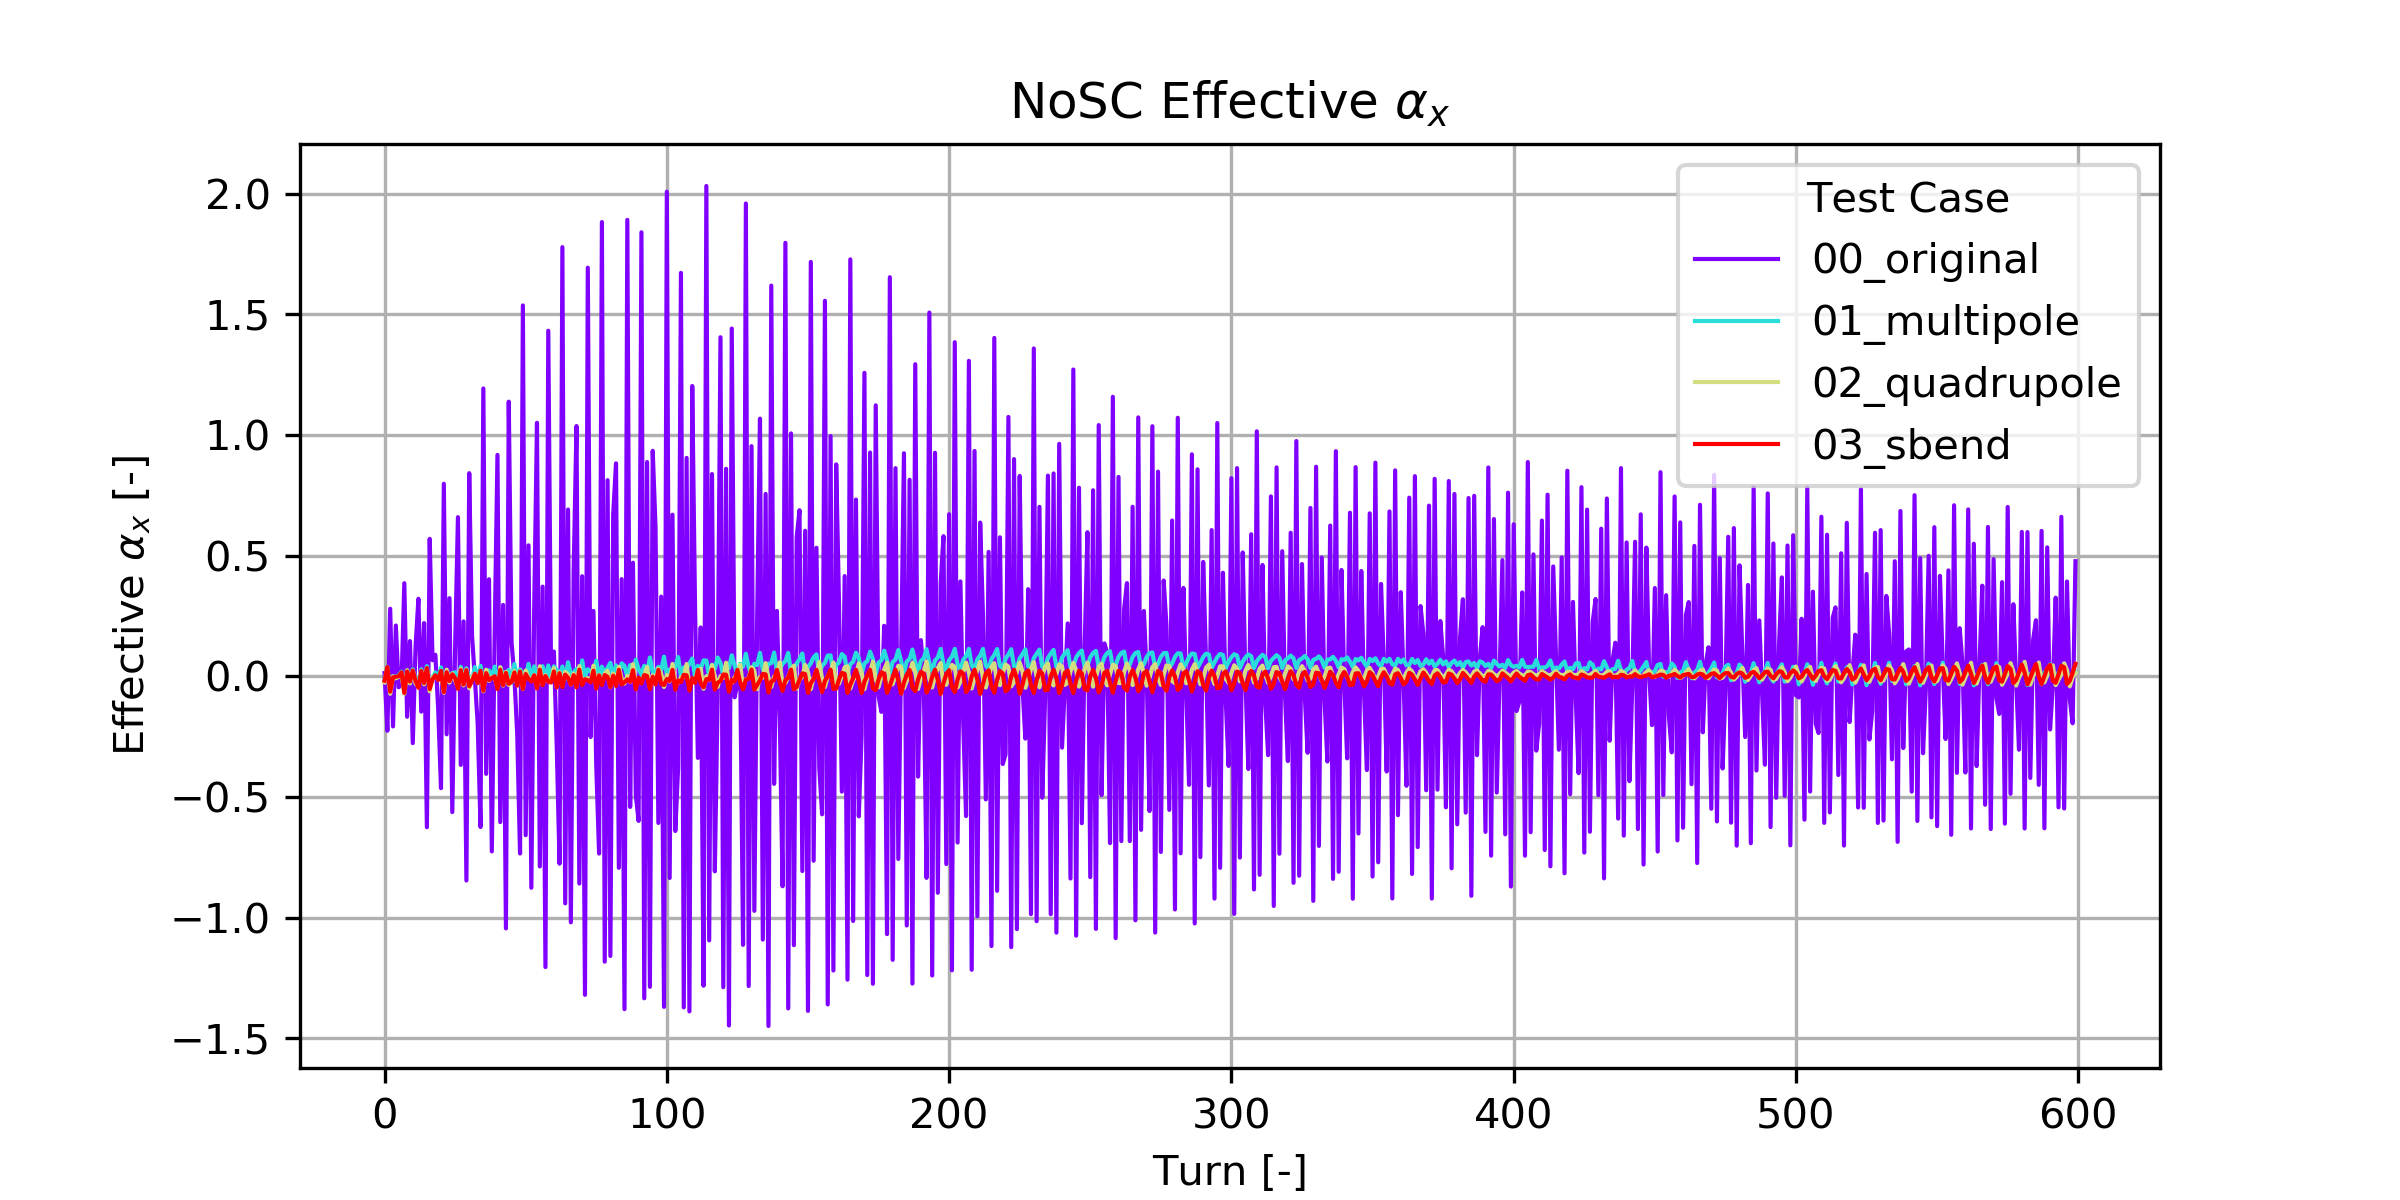 NoSC Effective αx
Effective αx [-]
2.0
1.5
1.0
0.5
0.0
−0.5
−1.0
−1.5
Test Case
00_original
01_multipole
02_quadrupole
03_sbend
0 100 200 300 400 500 600
Turn [-]